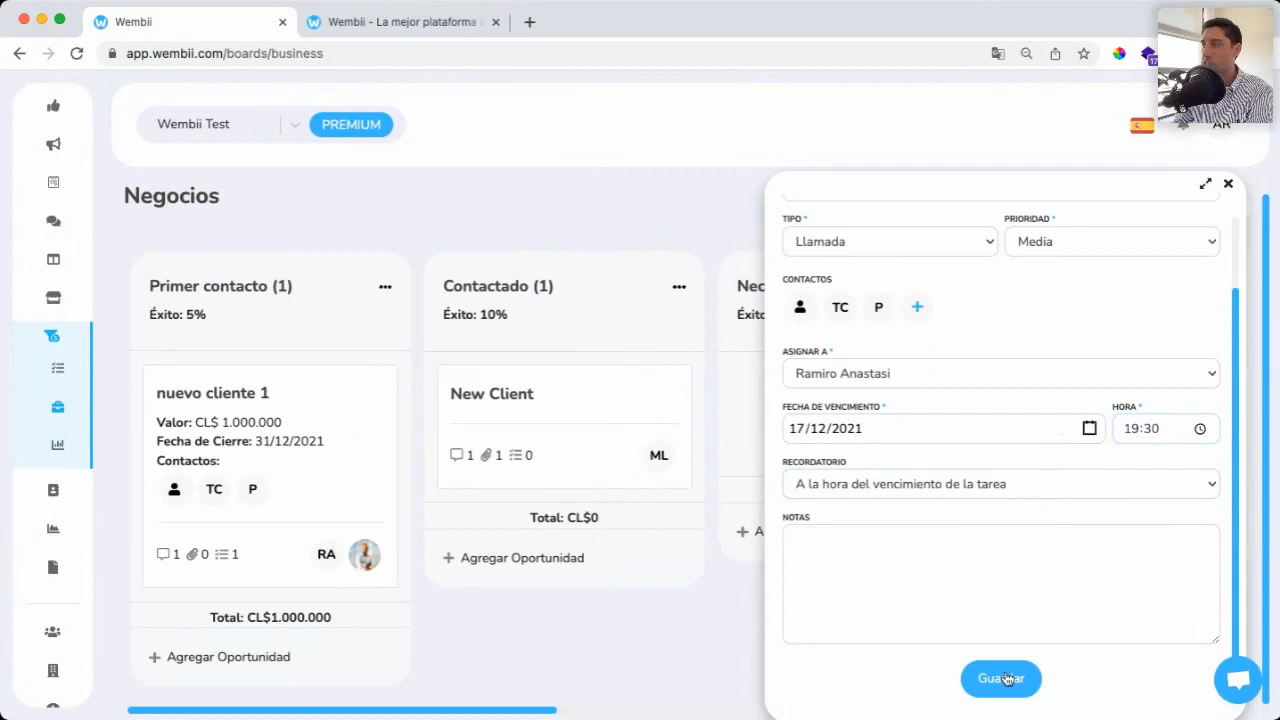 Wembii
Wembii - La mejor plataforma
app.wembii.com/boards/business
17
Wembii Test
PREMIUM
AR
Negocios
Primer contacto (1)
Éxito: 5%
nuevo cliente 1
Valor: CL$ 1.000.000
Fecha de Cierre: 31/12/2021
Contactos:
TC
P
1
0
1
RA
Total: CL$1.000.000
Agregar Oportunidad
Contactado (1)
Éxito: 10%
New Client
1
1
0
ML
Total: CL$0
Agregar Oportunidad
Nec
Éxito
A
TIPO *
PRIORIDAD *
Llamada
Media
CONTACTOS
TC
P
ASIGNAR A *
Ramiro Anastasi
FECHA DE VENCIMIENTO *
HORA *
17/12/2021
19:30
RECORDATORIO
A la hora del vencimiento de la tarea
NOTAS
Guardar